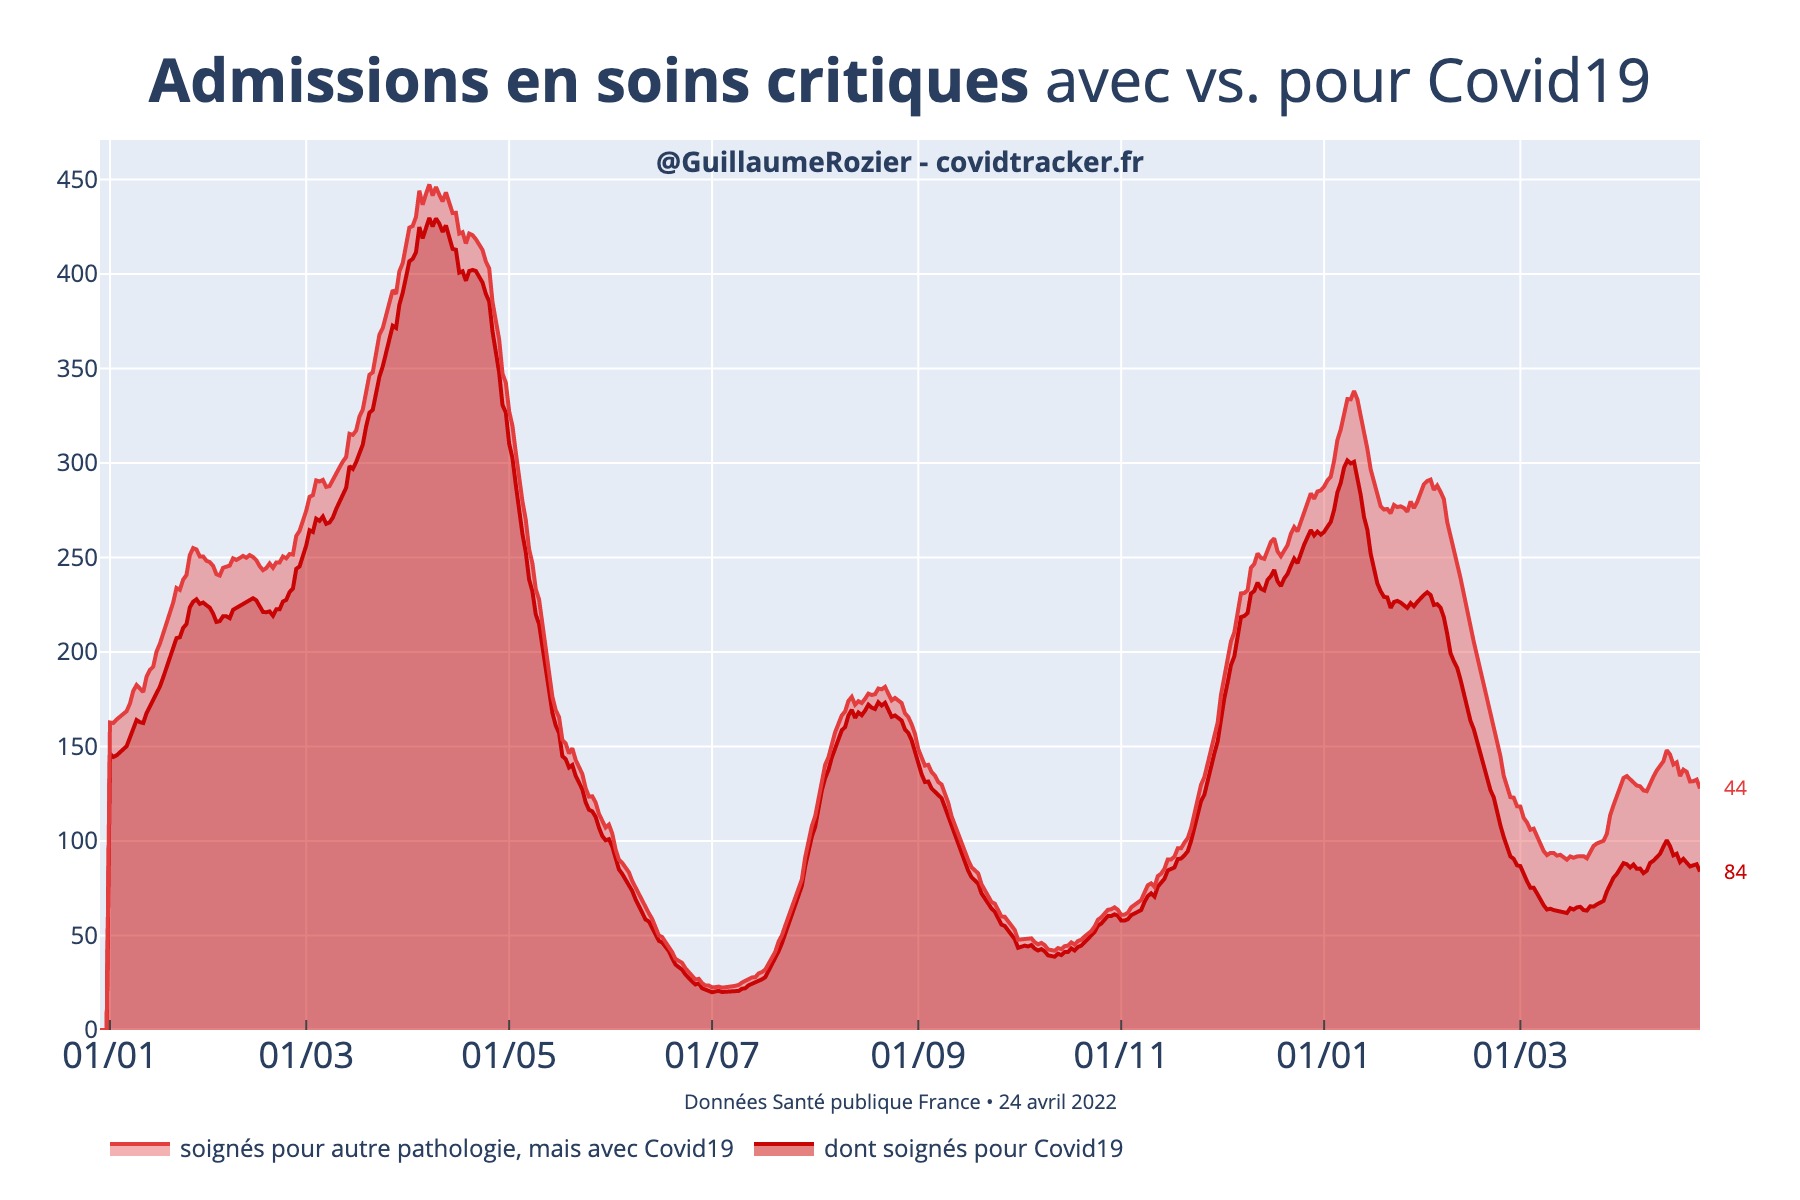 Admissions en soins critiques avec vs. pour Covid19
@GuillaumeRozier - covidtracker.fr
450
400
350
300
250
200
150
100
50
0
44
84
01/01 01/03 01/05 01/07 01/09 01/11 01/01 01/03
Données Santé publique France • 24 avril 2022
soignés pour autre pathologie, mais avec Covid19 dont soignés pour Covid19